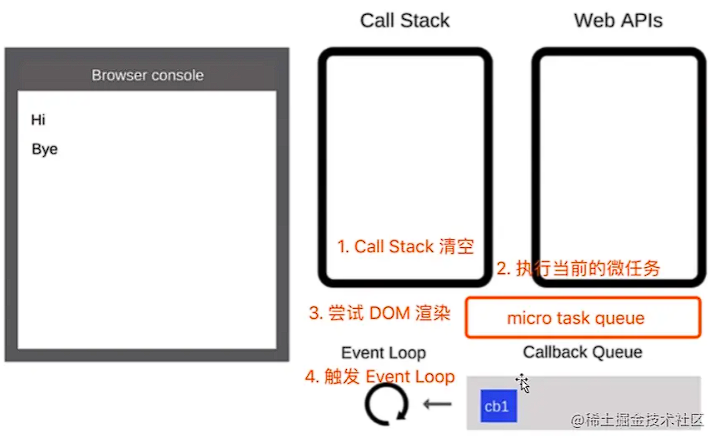 Call Stack
Web APIs
Browser console
Hi
Bye
1. Call Stack 清空
2. 执行当前的微任务
3. 尝试 DOM 渲染
micro task queue
Event Loop
Callback Queue
4. 触发 Event Loop
cb1
@稀土掘金技术社区